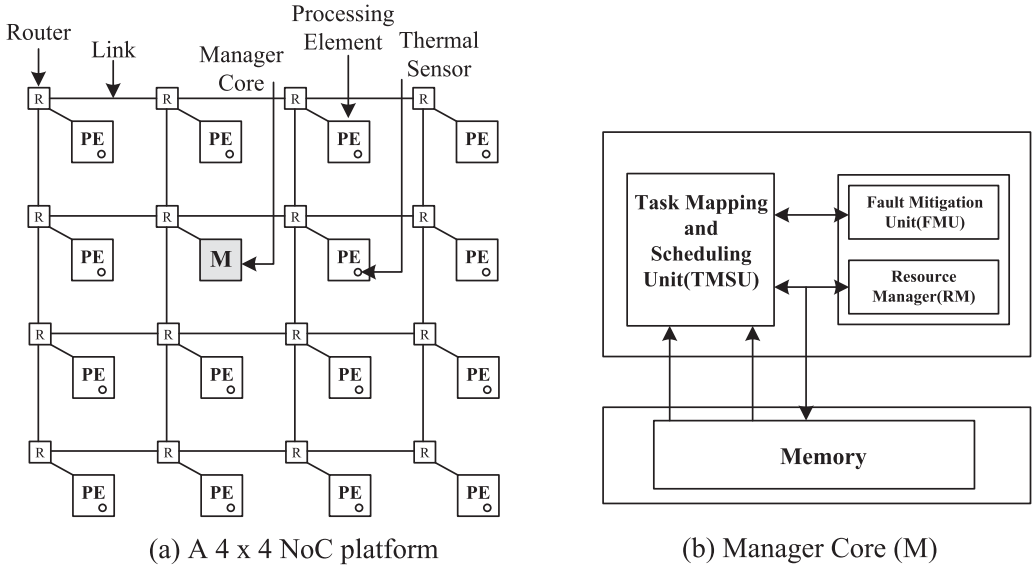 Router
Link
Manager
Core
Processing
Element
Thermal
Sensor
R
R
R
R
PE
PE
PE
PE
R
R
R
R
PE
M
PE
PE
R
R
R
R
PE
PE
PE
PE
R
R
R
R
PE
PE
PE
PE
(a) A 4 x 4 NoC platform
Task Mapping
and
Scheduling
Unit(TMSU)
Fault Mitigation
Unit(FMU)
Resource
Manager(RM)
Memory
(b) Manager Core (M)